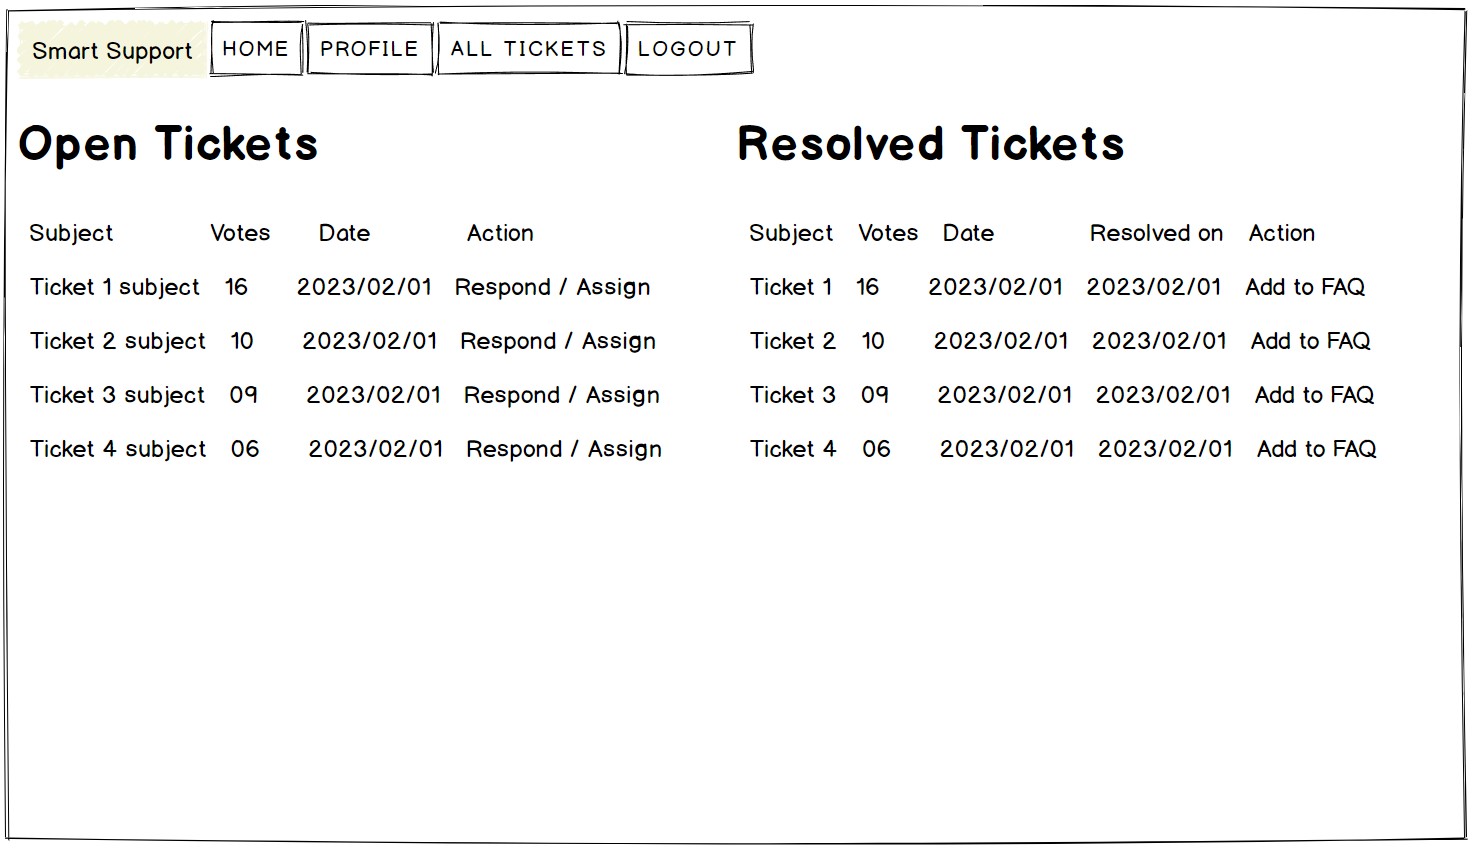 Smart Support HOME PROFILE ALL TICKETS LOGOUT
Open Tickets
Subject Votes Date Action
Ticket 1 subject 16 2023/02/01 Respond / Assign
Ticket 2 subject 10 2023/02/01 Respond / Assign
Ticket 3 subject 09 2023/02/01 Respond / Assign
Ticket 4 subject 06 2023/02/01 Respond / Assign
Resolved Tickets
Subject Votes Date Resolved on Action
Ticket 1 16 2023/02/01 2023/02/01 Add to FAQ
Ticket 2 10 2023/02/01 2023/02/01 Add to FAQ
Ticket 3 09 2023/02/01 2023/02/01 Add to FAQ
Ticket 4 06 2023/02/01 2023/02/01 Add to FAQ